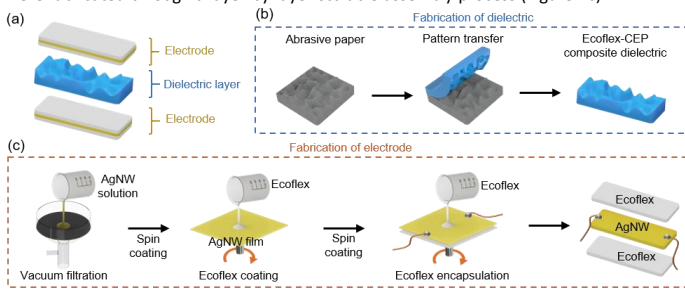 (a)
Electrode
Dielectric layer
Electrode
(b)
Fabrication of dielectric
Abrasive paper
Pattern transfer
Ecoflex-CEP
composite dielectric
(c)
Fabrication of electrode
AgNW
solution
Vacuum filtration
Spin
coating
Ecoflex
AgNW film
Ecoflex coating
Spin
coating
Ecoflex
Ecoflex encapsulation
Ecoflex
AgNW
Ecoflex